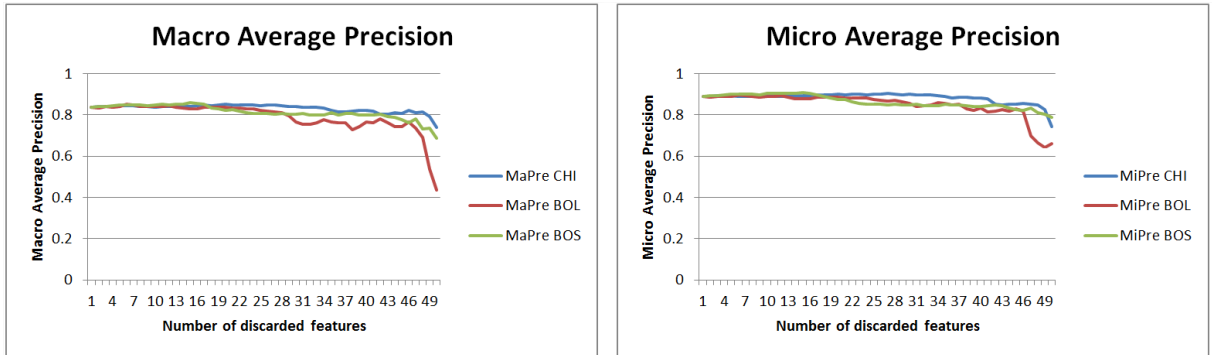 Macro Average Precision
Macro Average Precision
1
0.8
0.6
0.4
0.2
0
1 4 7 10 13 16 19 22 25 28 31 34 37 40 43 46 49
Number of discarded features
MaPre CHI
MaPre BOL
MaPre BOS
Micro Average Precision
Micro Average Precision
1
0.8
0.6
0.4
0.2
0
1 4 7 10 13 16 19 22 25 28 31 34 37 40 43 46 49
Number of discarded features
MiPre CHI
MiPre BOL
MiPre BOS